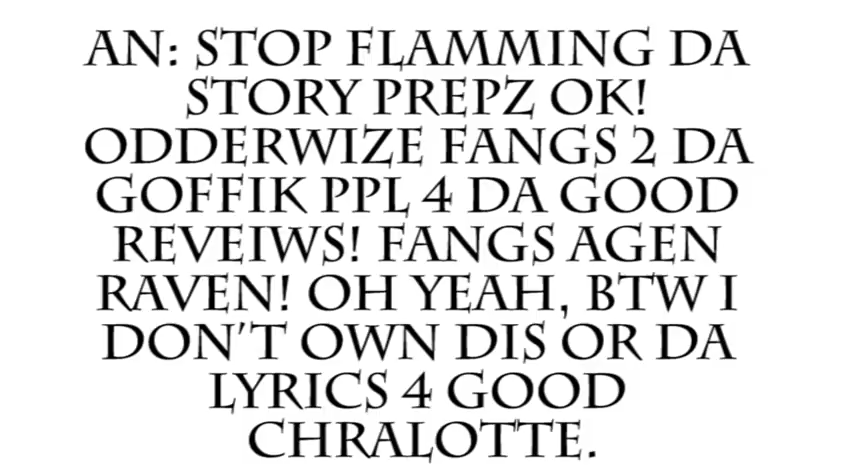 AN: STOP FLAMMING DA
STORY PREPZ OK!
ODDERWIZE FANGS 2 DA
GOFFIK PPL 4 DA GOOD
REVEIWS! FANGS AGEN
RAVEN! OH YEAH, BTW I
DON'T OWN DIS OR DA
LYRICS 4 GOOD
CHRALOTTE.